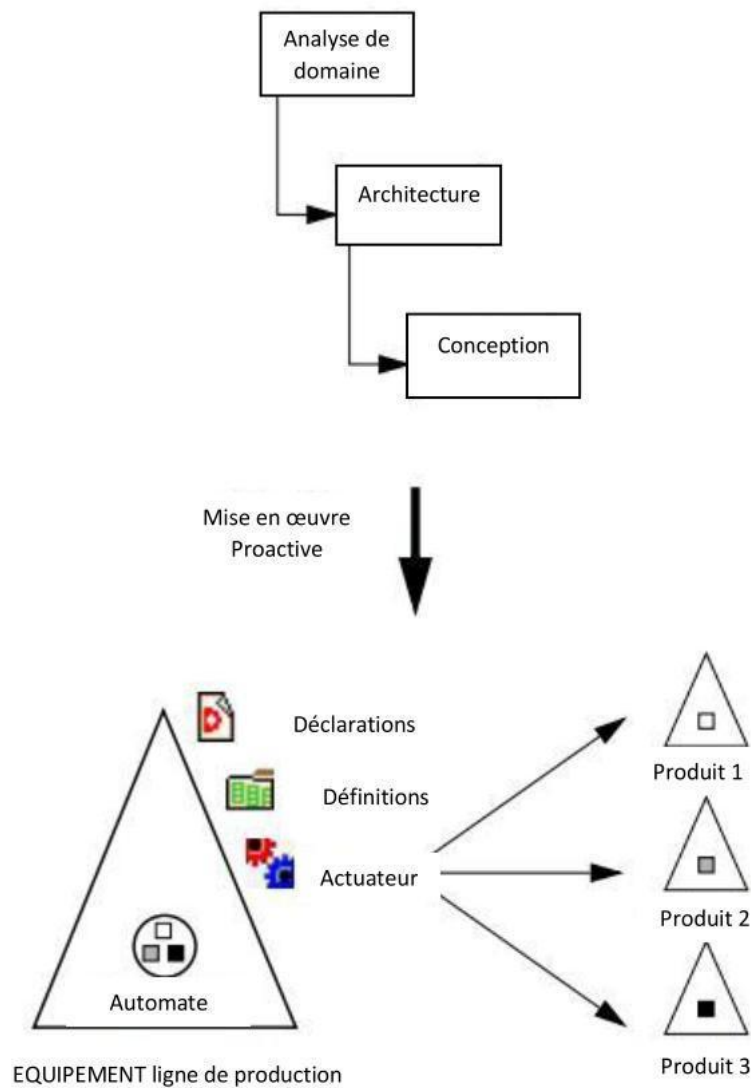 Analyse de
domaine
Architecture
Conception
Mise en œuvre
Proactive
Déclarations
Définitions
Actuateur
Automate
EQUIPEMENT ligne de production
Produit 1
Produit 2
Produit 3